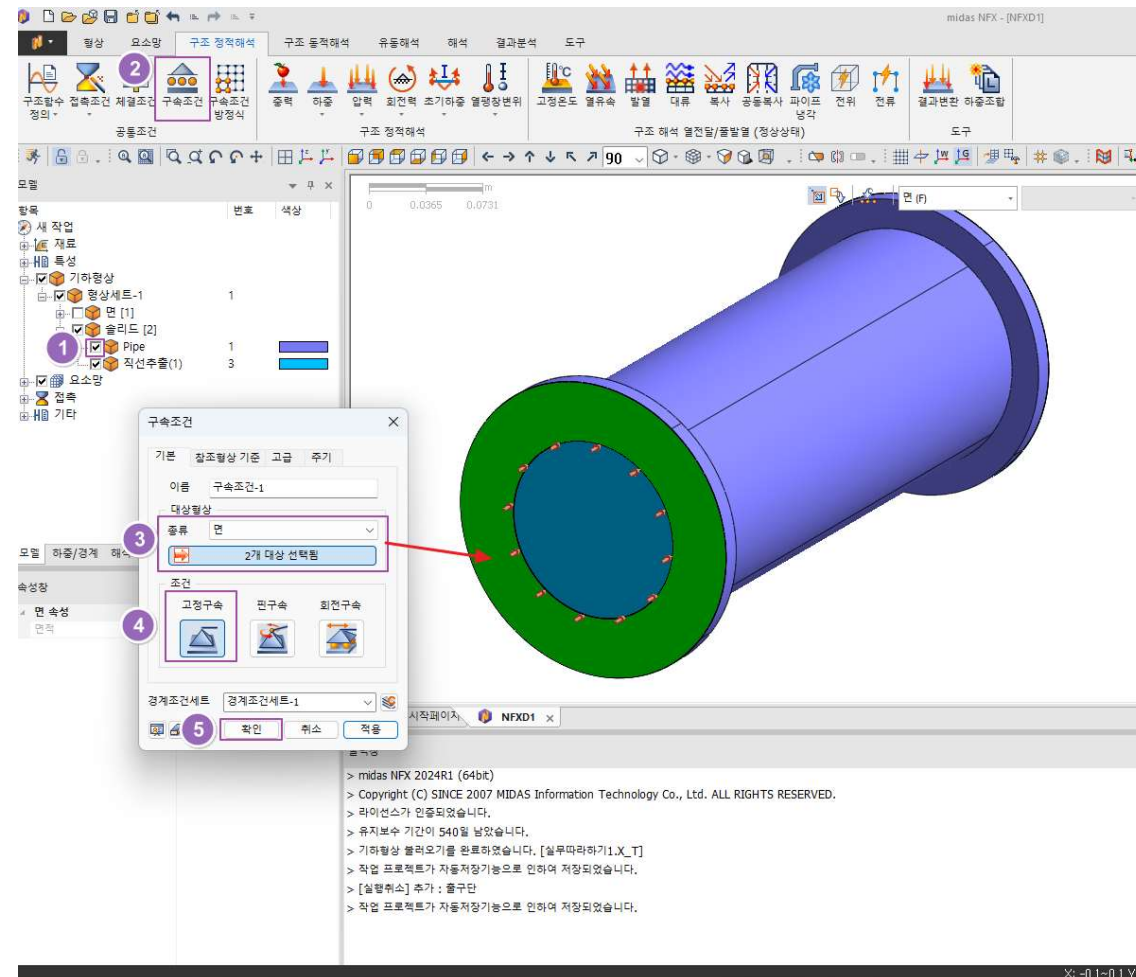 midas NFX - [NFXD1]
형상 요소망 구조 정적해석 구조 동적해석 유동해석 해석 결과분석 도구
2
구조함수 정의 접촉조건 체결조건 구속조건 구속조건 방정식 중력 하중 압력 회전력 초기하중 열팽창변위 고정온도 열유속 발열 대류 복사 공동복사 파이프 냉각 전위 전류 결과변환 하중조합
공통조건 구조 정적해석 구조 해석 열전달/줄발열 (정상상태) 도구
90
모델
항목 번호 색상
새 작업
재료
특성
기하형상
형상세트-1 1
면 [1]
솔리드 [2]
1 Pipe 1
직선추출(1) 3
요소망
접촉
기타
m
0 0.0365 0.0731
면 (F)
구속조건
기본 참조형상 기준 고급 주기
이름 구속조건-1
대상형상
3 종류 면
2개 대상 선택됨
조건
4 고정구속 핀구속 회전구속
경계조건세트 경계조건세트-1
5 확인 취소 적용
모델 하중/경계 해석
속성창
면 속성
면적
시작페이지 NFXD1
> midas NFX 2024R1 (64bit)
> Copyright (C) SINCE 2007 MIDAS Information Technology Co., Ltd. ALL RIGHTS RESERVED.
> 라이선스가 인증되었습니다.
> 유지보수 기간이 540일 남았습니다.
> 기하형상 불러오기를 완료하였습니다. [실무따라하기1.X_T]
> 작업 프로젝트가 자동저장기능으로 인하여 저장되었습니다.
> [실행취소] 추가 : 출구단
> 작업 프로젝트가 자동저장기능으로 인하여 저장되었습니다.